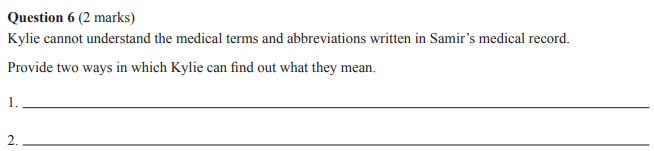 Question 6 (2 marks)
Kylie cannot understand the medical terms and abbreviations written in Samir’s medical record.
Provide two ways in which Kylie can find out what they mean.
1.
2.